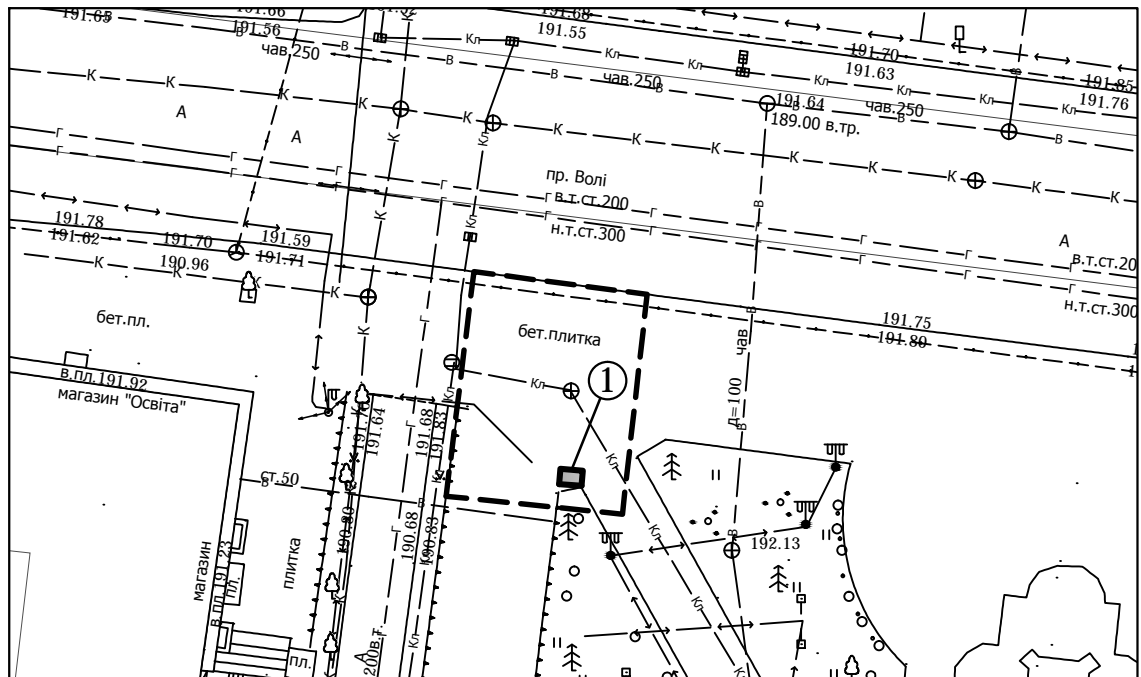 191.65
191.66
191.56
чав.250
В
Кл
191.55
191.68
чав.250
191.70
191.63
191.85
191.76
191.64
чав.250
189.00 в.тр.
К
А
А
Г
пр. Волі
в.т.ст.200
н.т.ст.300
А
в.т.ст.20
н.т.ст.300
191.78
191.62
191.70
191.59
191.71
190.96
бет.пл.
бет.плитка
1
чав
191.75
191.80
Д=100
в.пл.191.92
магазин "Освіта"
191.64
191.68
191.83
ст.50
190.80
190.68
190.83
192.13
магазин
в.пл.191.23
пл.
плитка
пл.
А
200в.т.